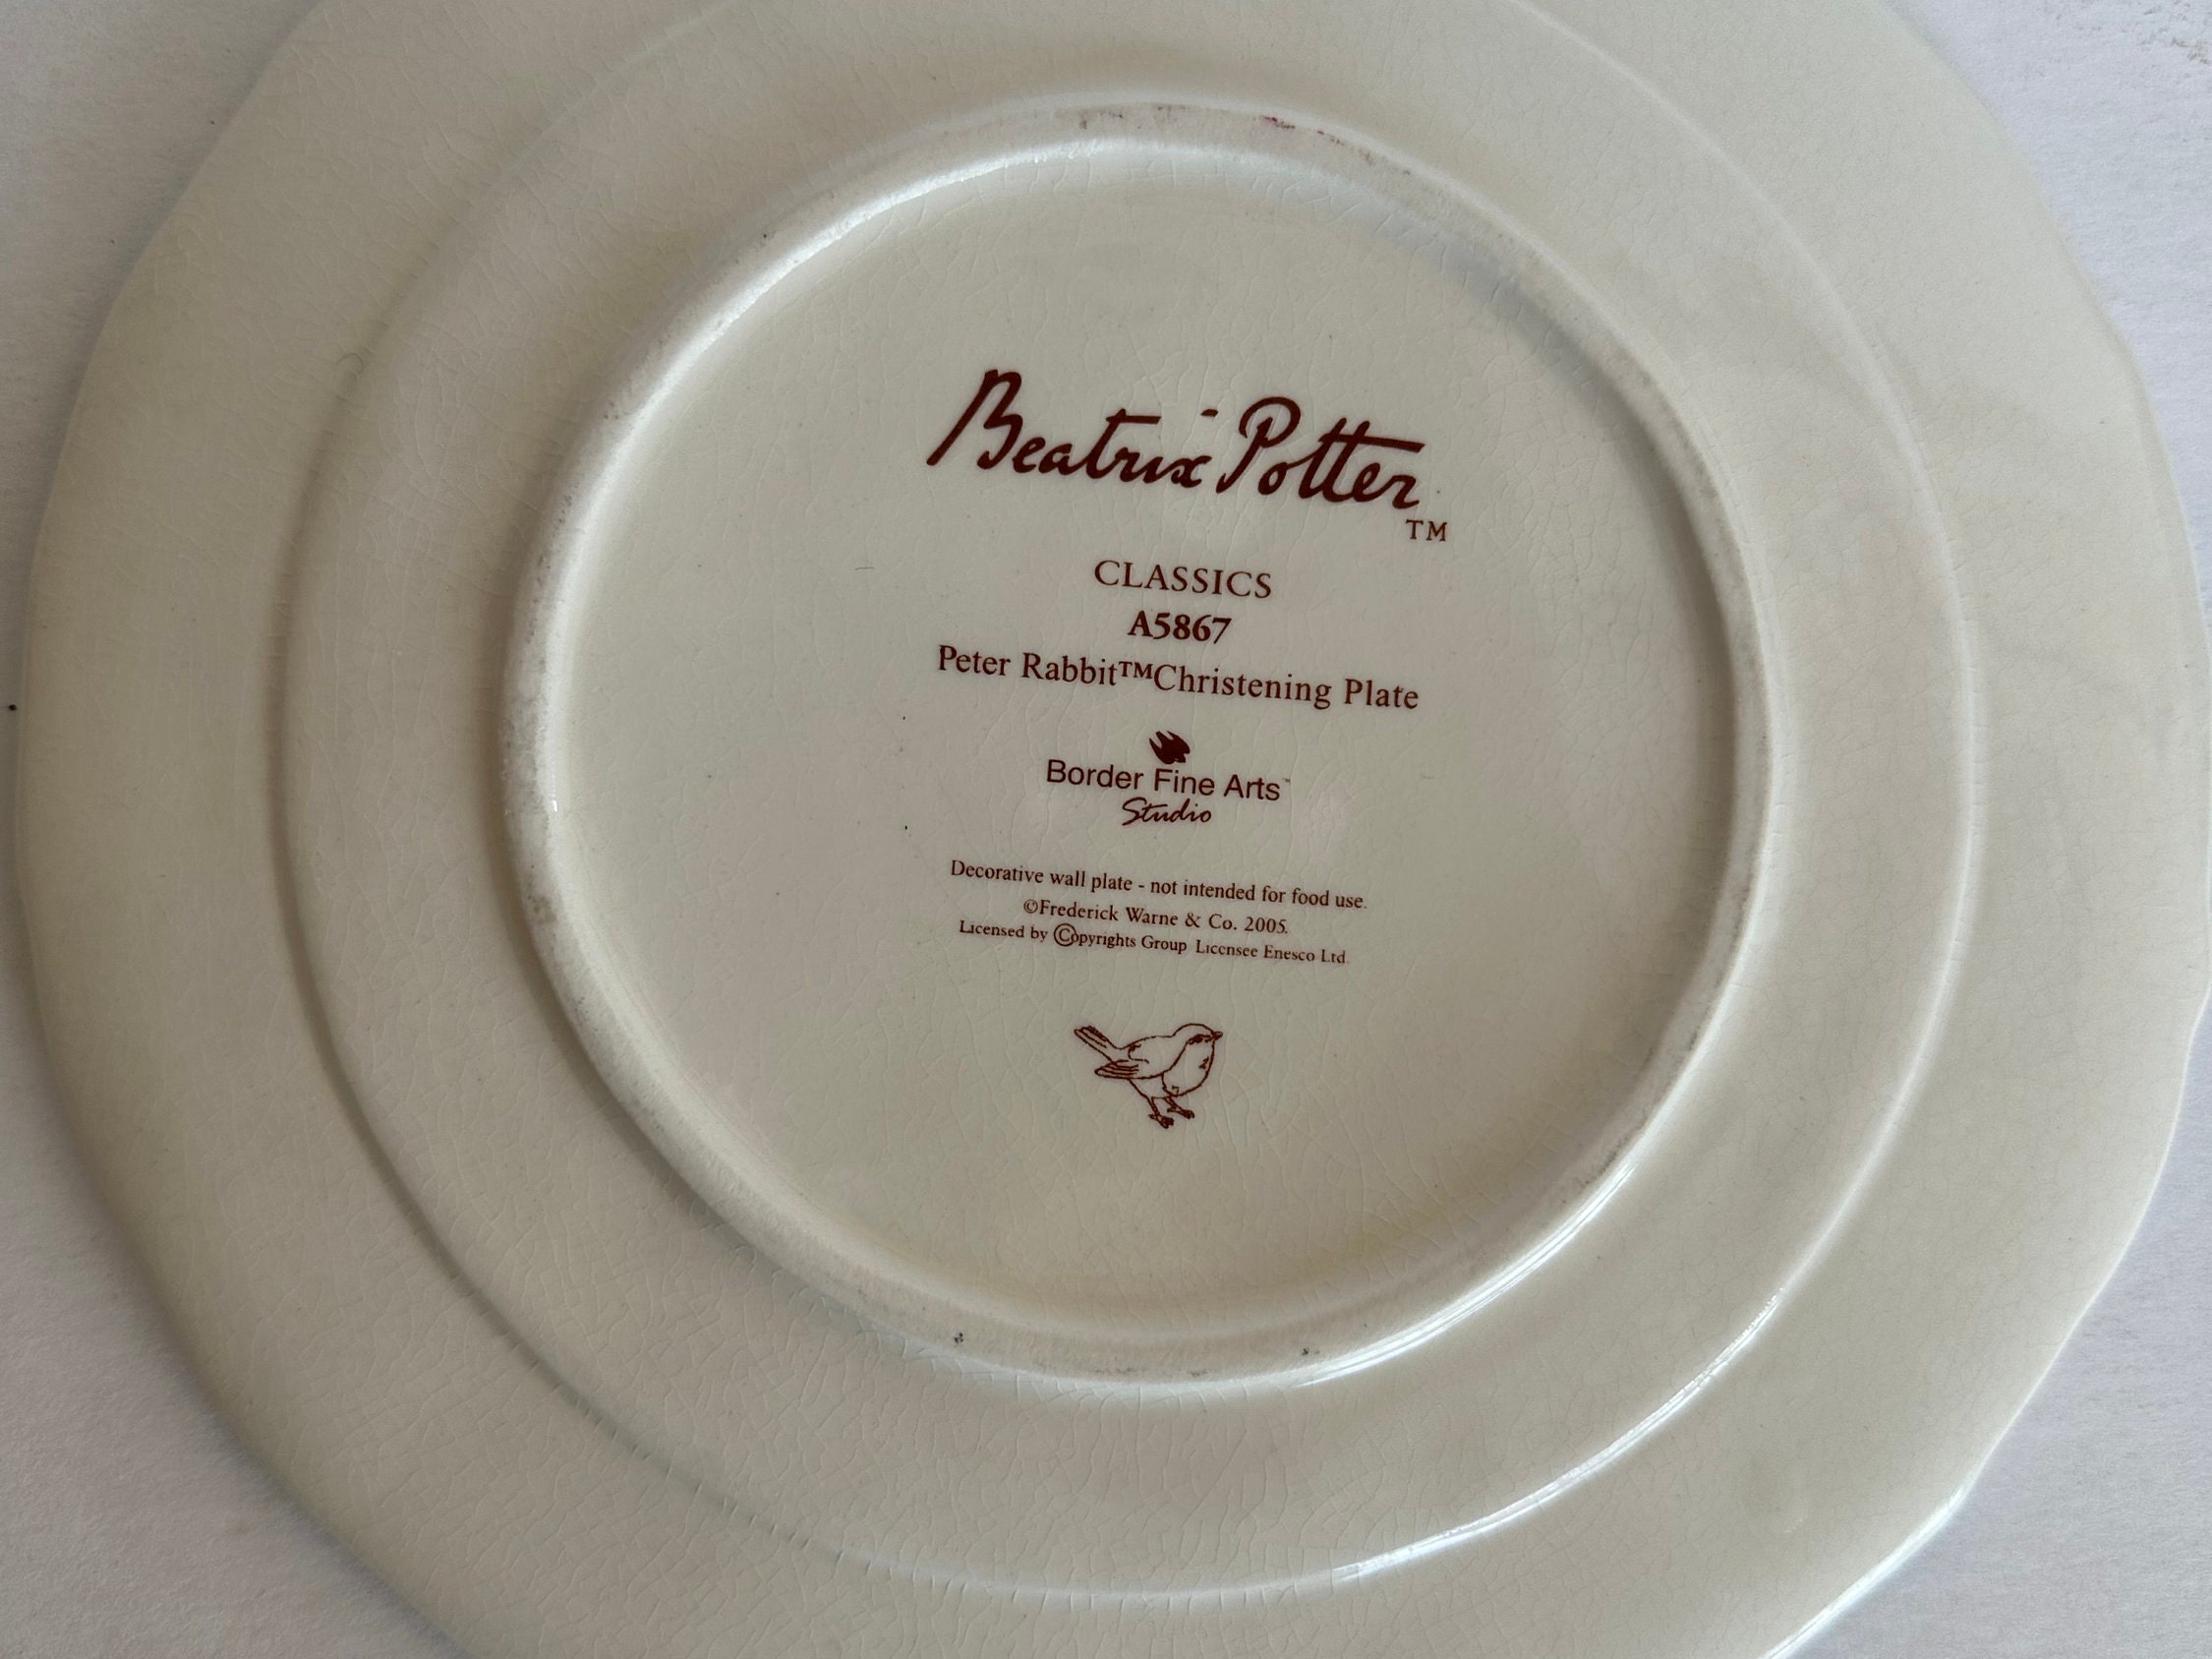 Beatrix Potter
TM
CLASSICS
A5867
Peter Rabbit™Christening Plate
Border Fine Arts™
Studio
Decorative wall plate - not intended for food use.
©Frederick Warne & Co. 2005.
Licensed by ©opyrights Group Licensee Enesco Ltd.